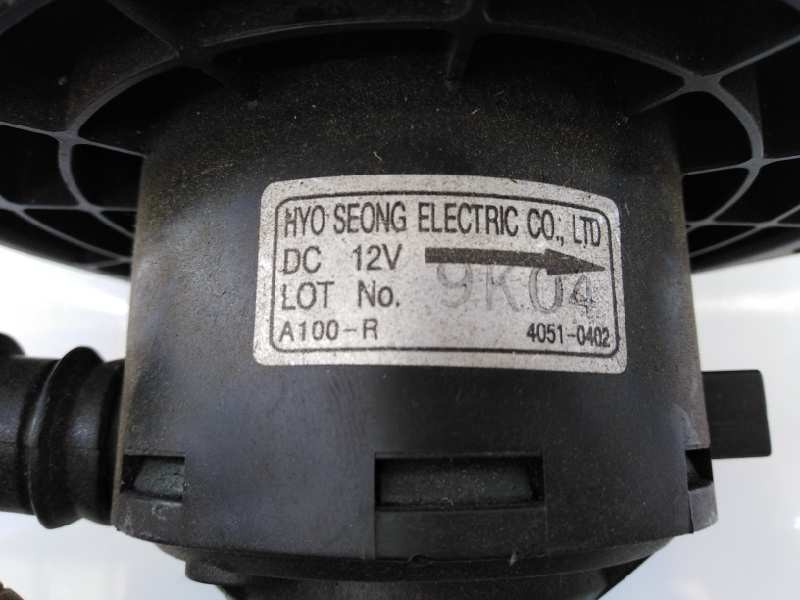 HYO SEONG ELECTRIC CO., LTD
DC 12V
LOT No. 9K04
A100-R 4051-0402